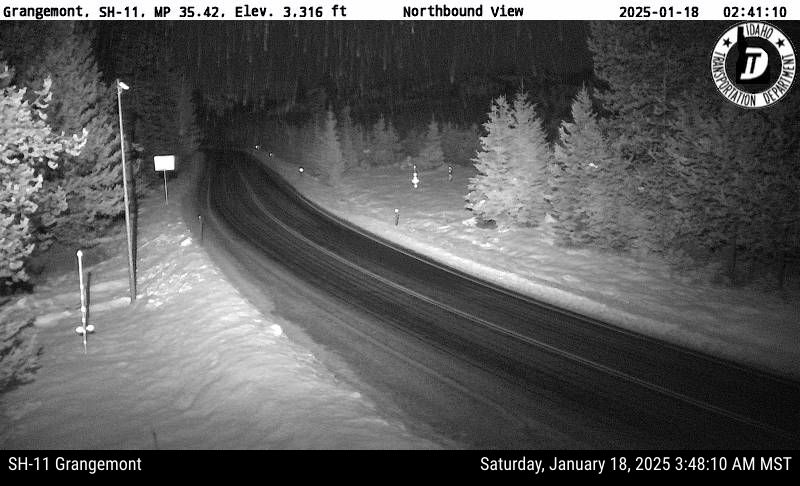 Grangemont, SH-11, MP 35.42, Elev. 3,316 ft Northbound View 2025-01-18 02:41:10
IDAHO
TRANSPORTATION DEPARTMENT
SH-11 Grangemont Saturday, January 18, 2025 3:48:10 AM MST